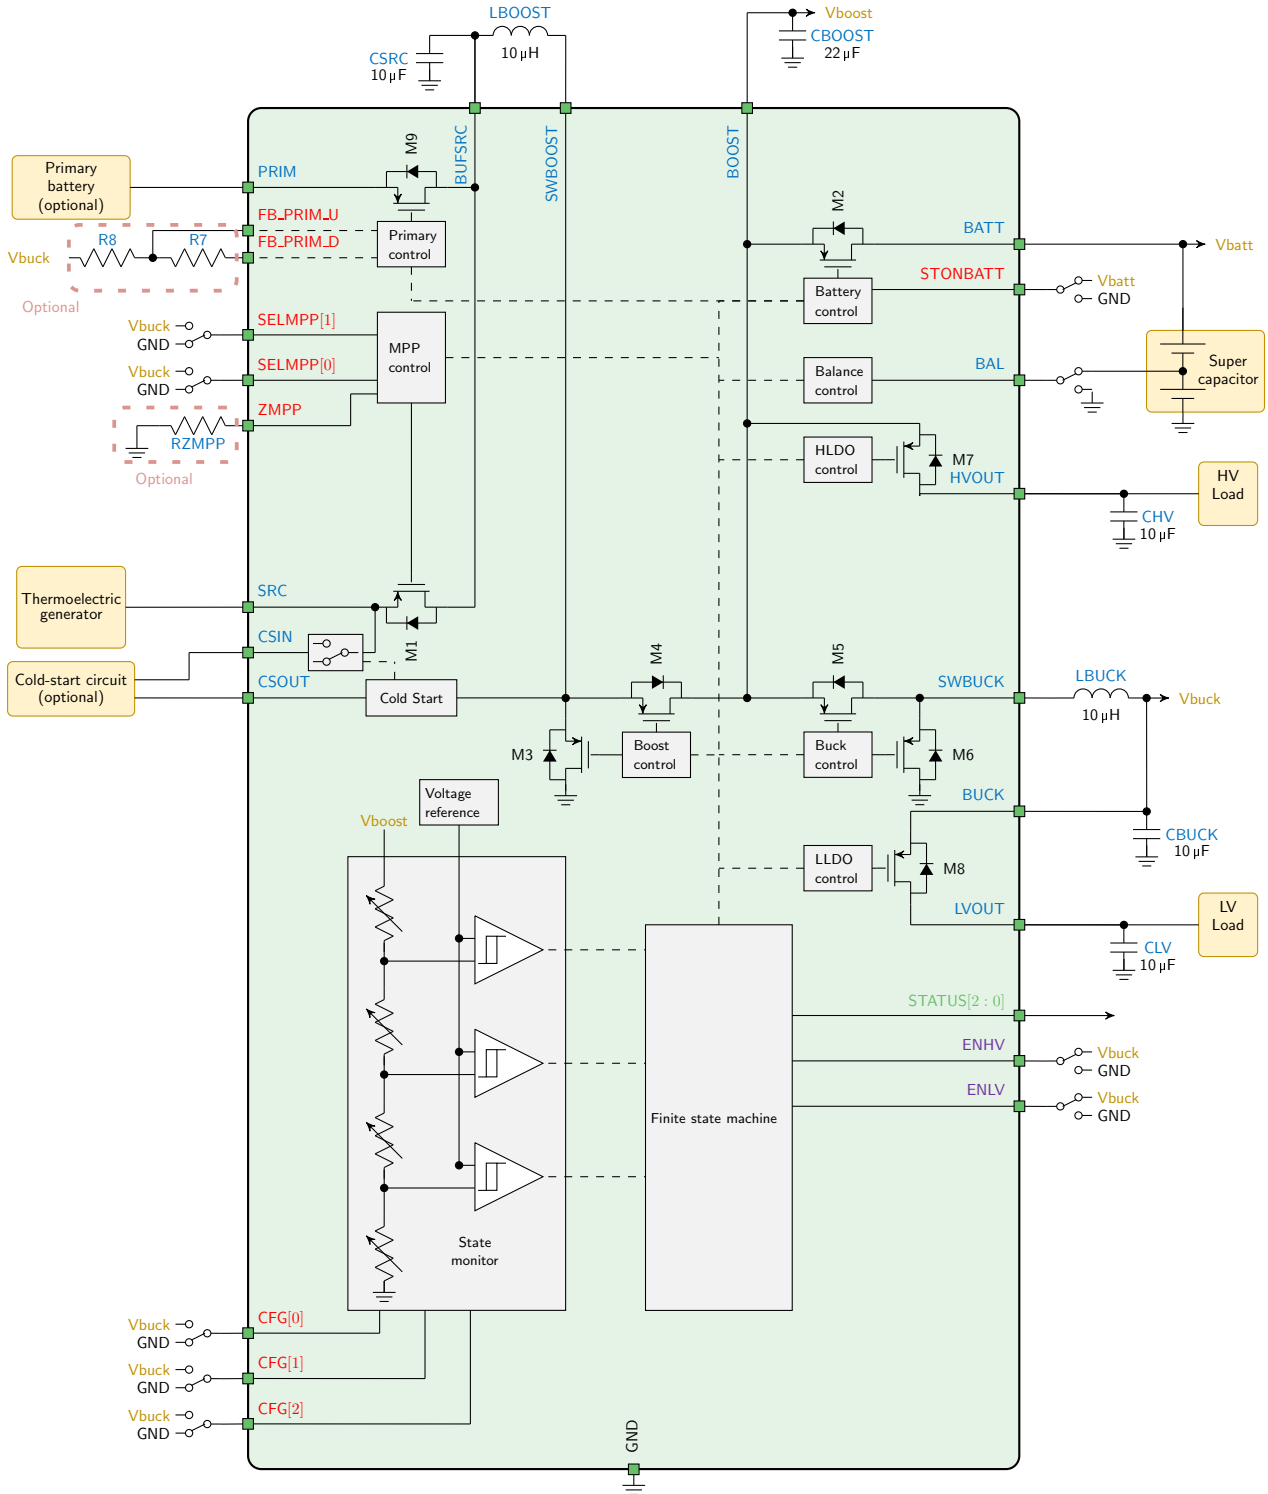 LBOOST
10 µH
CSRC
10 µF
Vboost
CBOOST
22 µF
BUFSRC
SWBOOST
BOOST
Primary
battery
(optional)
PRIM
M9
FB_PRIM_U
FB_PRIM_D
R8
R7
Vbuck
Optional
Primary
control
M2
BATT
Vbatt
STONBATT
Vbatt
GND
Battery
control
Vbuck
GND
SELMPP[1]
Vbuck
GND
SELMPP[0]
MPP
control
ZMPP
RZMPP
Optional
Balance
control
BAL
Super
capacitor
HLDO
control
M7
HVOUT
HV
Load
CHV
10 µF
Thermoelectric
generator
SRC
M1
CSIN
Cold-start circuit
(optional)
CSOUT
Cold Start
M4
M5
SWBUCK
LBUCK
10 µH
Vbuck
M3
Boost
control
Buck
control
M6
BUCK
CBUCK
10 µF
Voltage
reference
Vboost
LLDO
control
M8
LVOUT
LV
Load
CLV
10 µF
STATUS[2 : 0]
ENHV
Vbuck
GND
ENLV
Vbuck
GND
Finite state machine
State
monitor
Vbuck
GND
CFG[0]
Vbuck
GND
CFG[1]
Vbuck
GND
CFG[2]
GND